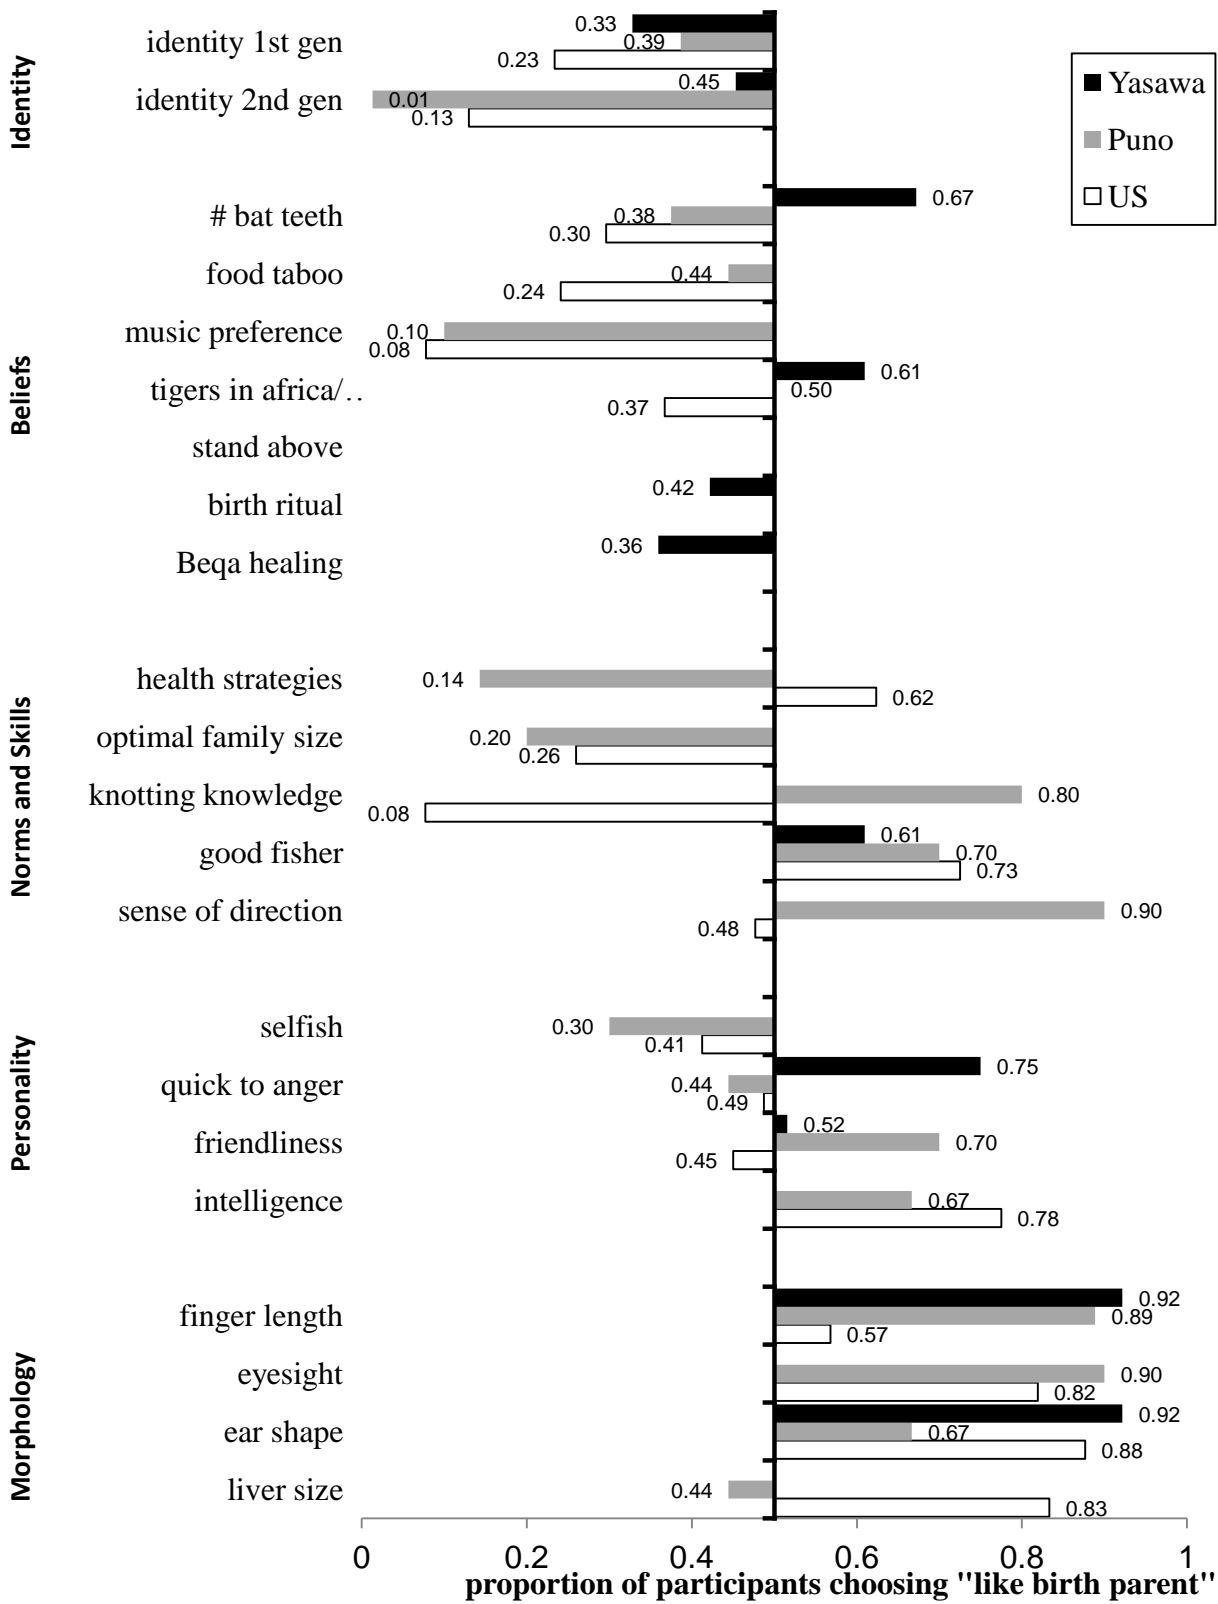 Identity
identity 1st gen
0.33
0.39
0.23
identity 2nd gen
0.45
0.01
0.13
Yasawa
Puno
US
Beliefs
# bat teeth
0.67
0.38
0.30
food taboo
0.44
0.24
music preference
0.10
0.08
tigers in africa/..
0.61
0.50
0.37
stand above
birth ritual
0.42
Beqa healing
0.36
Norms and Skills
health strategies
0.14
0.62
optimal family size
0.20
0.26
knotting knowledge
0.80
0.08
good fisher
0.61
0.70
0.73
sense of direction
0.90
0.48
Personality
selfish
0.30
0.41
quick to anger
0.75
0.44
0.49
friendliness
0.52
0.70
0.45
intelligence
0.67
0.78
Morphology
finger length
0.92
0.89
0.57
eyesight
0.90
0.82
ear shape
0.92
0.67
0.88
liver size
0.44
0.83
0 0.2 0.4 0.6 0.8 1
proportion of participants choosing "like birth parent"